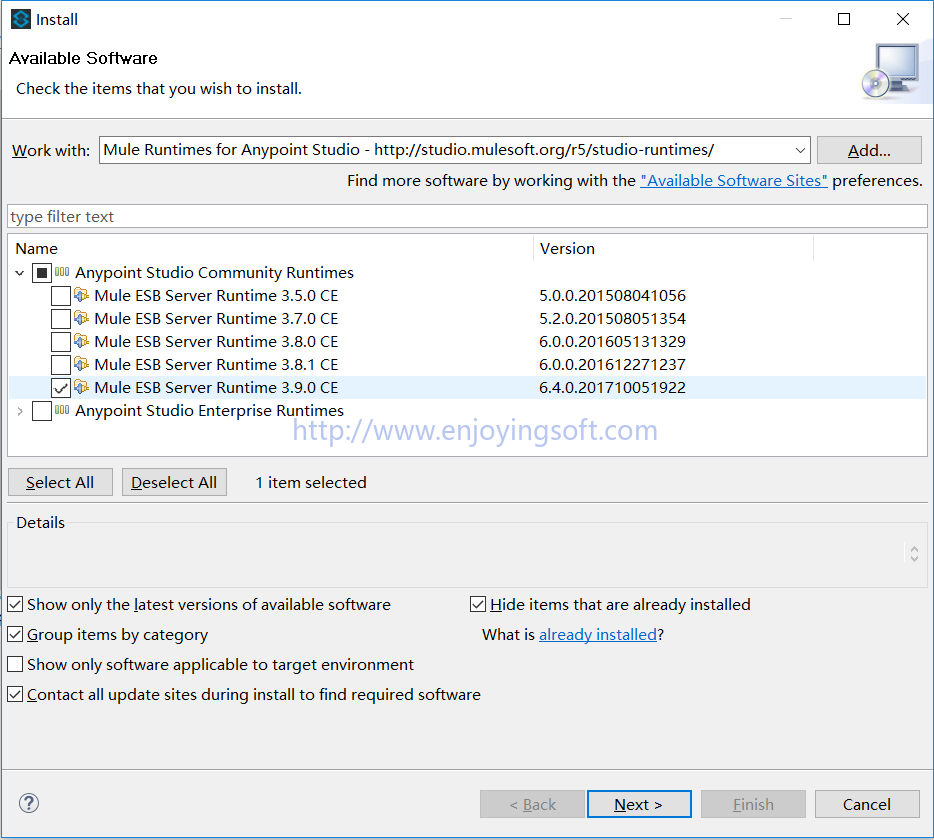 Install
Available Software
Check the items that you wish to install.
Work with: Mule Runtimes for Anypoint Studio - http://studio.mulesoft.org/r5/studio-runtimes/ Add...
Find more software by working with the "Available Software Sites" preferences.
type filter text
Name Version
Anypoint Studio Community Runtimes
Mule ESB Server Runtime 3.5.0 CE 5.0.0.201508041056
Mule ESB Server Runtime 3.7.0 CE 5.2.0.201508051354
Mule ESB Server Runtime 3.8.0 CE 6.0.0.201605131329
Mule ESB Server Runtime 3.8.1 CE 6.0.0.201612271237
Mule ESB Server Runtime 3.9.0 CE 6.4.0.201710051922
Anypoint Studio Enterprise Runtimes
http://www.enjoyingsoft.com
Select All Deselect All 1 item selected
Details
Show only the latest versions of available software Hide items that are already installed
Group items by category What is already installed?
Show only software applicable to target environment
Contact all update sites during install to find required software
? < Back Next > Finish Cancel